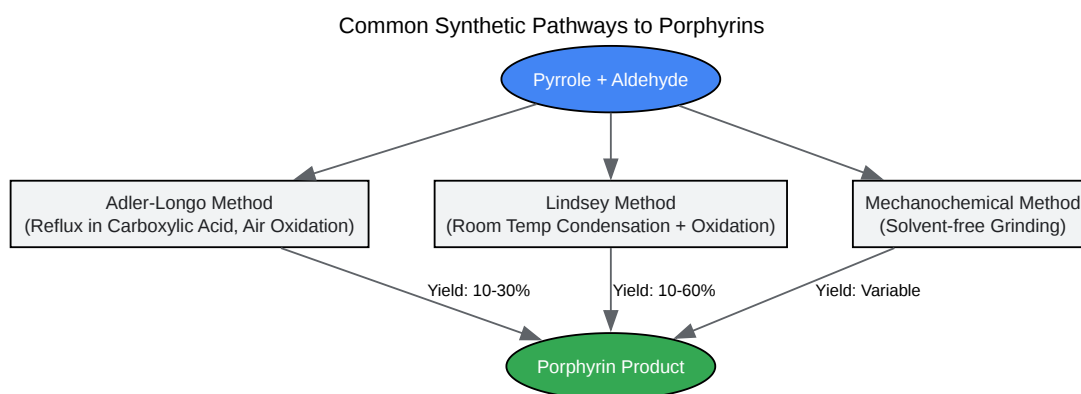 Common Synthetic Pathways to Porphyrins
Pyrrole + Aldehyde
Adler-Longo Method
(Reflux in Carboxylic Acid, Air Oxidation)
Lindsey Method
(Room Temp Condensation + Oxidation)
Mechanochemical Method
(Solvent-free Grinding)
Yield: 10-30%
Yield: 10-60%
Yield: Variable
Porphyrin Product